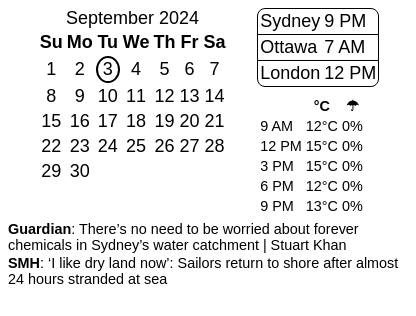 September 2024
Su Mo Tu We Th Fr Sa
1 2 3 4 5 6 7
8 9 10 11 12 13 14
15 16 17 18 19 20 21
22 23 24 25 26 27 28
29 30
Sydney 9 PM
Ottawa 7 AM
London 12 PM
°C ☂
9 AM 12°C 0%
12 PM 15°C 0%
3 PM 15°C 0%
6 PM 12°C 0%
9 PM 13°C 0%
Guardian: There’s no need to be worried about forever
chemicals in Sydney’s water catchment | Stuart Khan
SMH: ‘I like dry land now’: Sailors return to shore after almost
24 hours stranded at sea